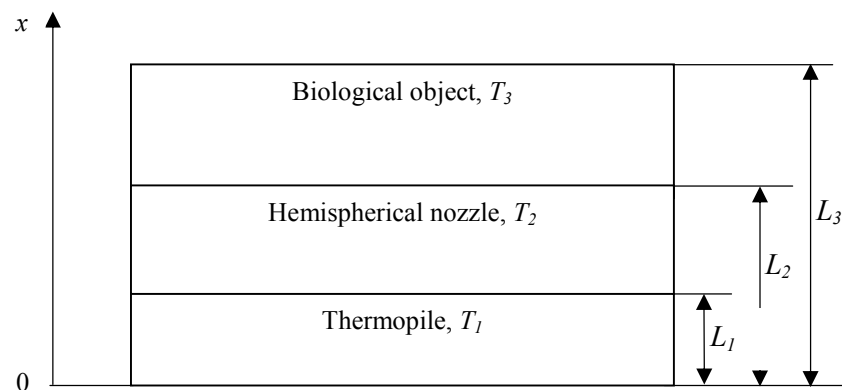 x
Biological object, T3
Hemispherical nozzle, T2
L3
L2
Thermopile, T1
L1
0